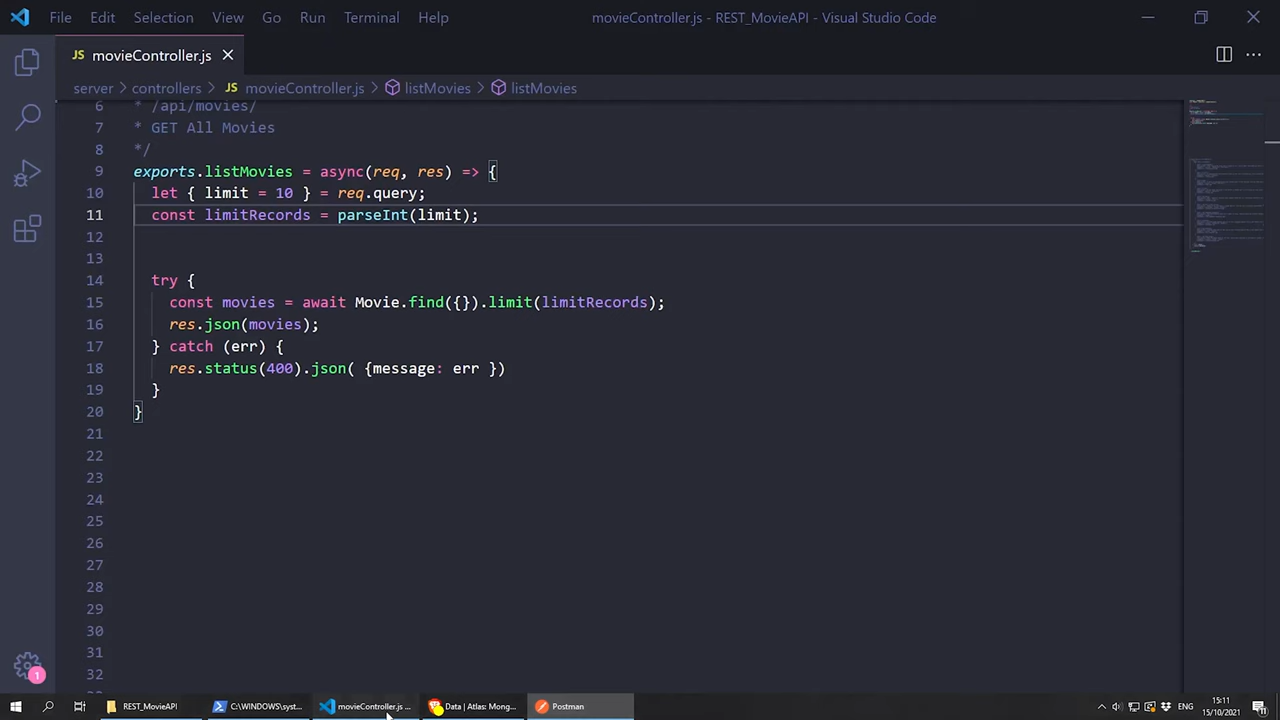 File Edit Selection View Go Run Terminal Help movieController.js - REST_MovieAPI - Visual Studio Code
JS movieController.js
server > controllers > JS movieController.js > listMovies > listMovies
6 * /api/movies/
7 * GET All Movies
8 */
9 exports.listMovies = async(req, res) => {
10 let { limit = 10 } = req.query;
11 const limitRecords = parseInt(limit);
12
13
14 try {
15 const movies = await Movie.find({}).limit(limitRecords);
16 res.json(movies);
17 } catch (err) {
18 res.status(400).json( {message: err })
19 }
20 }
21
22
23
24
25
26
27
28
29
30
31
32
1
REST_MovieAPI C:\WINDOWS\syst... movieController.js ... Data | Atlas: Mong... Postman 15:11
15/10/2021